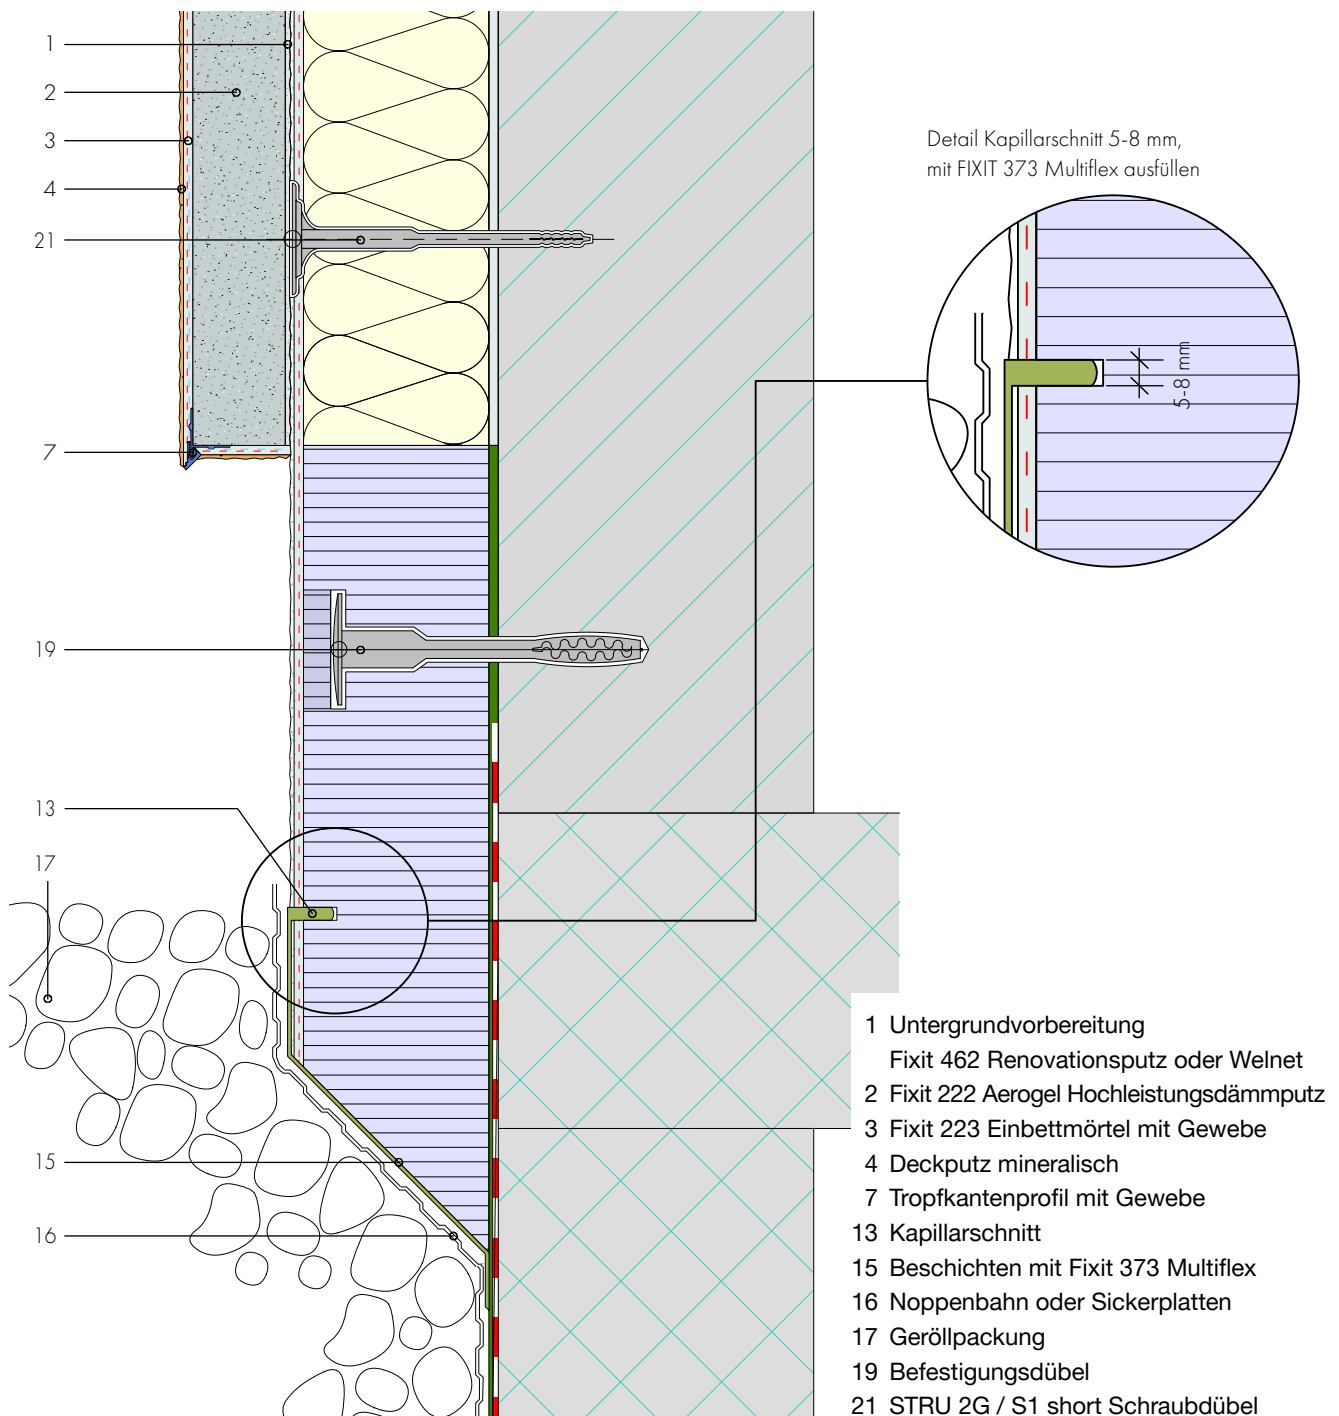 1
2
3
4
21
7
19
13
17
15
16
Detail Kapillarschnitt 5-8 mm,
mit FIXIT 373 Multiflex ausfüllen
5-8 mm
1 Untergrundvorbereitung
Fixit 462 Renovationsputz oder Welnet
2 Fixit 222 Aerogel Hochleistungsdämmputz
3 Fixit 223 Einbettmörtel mit Gewebe
4 Deckputz mineralisch
7 Tropfkantenprofil mit Gewebe
13 Kapillarschnitt
15 Beschichten mit Fixit 373 Multiflex
16 Noppenbahn oder Sickerplatten
17 Geröllpackung
19 Befestigungsdübel
21 STRU 2G / S1 short Schraubdübel